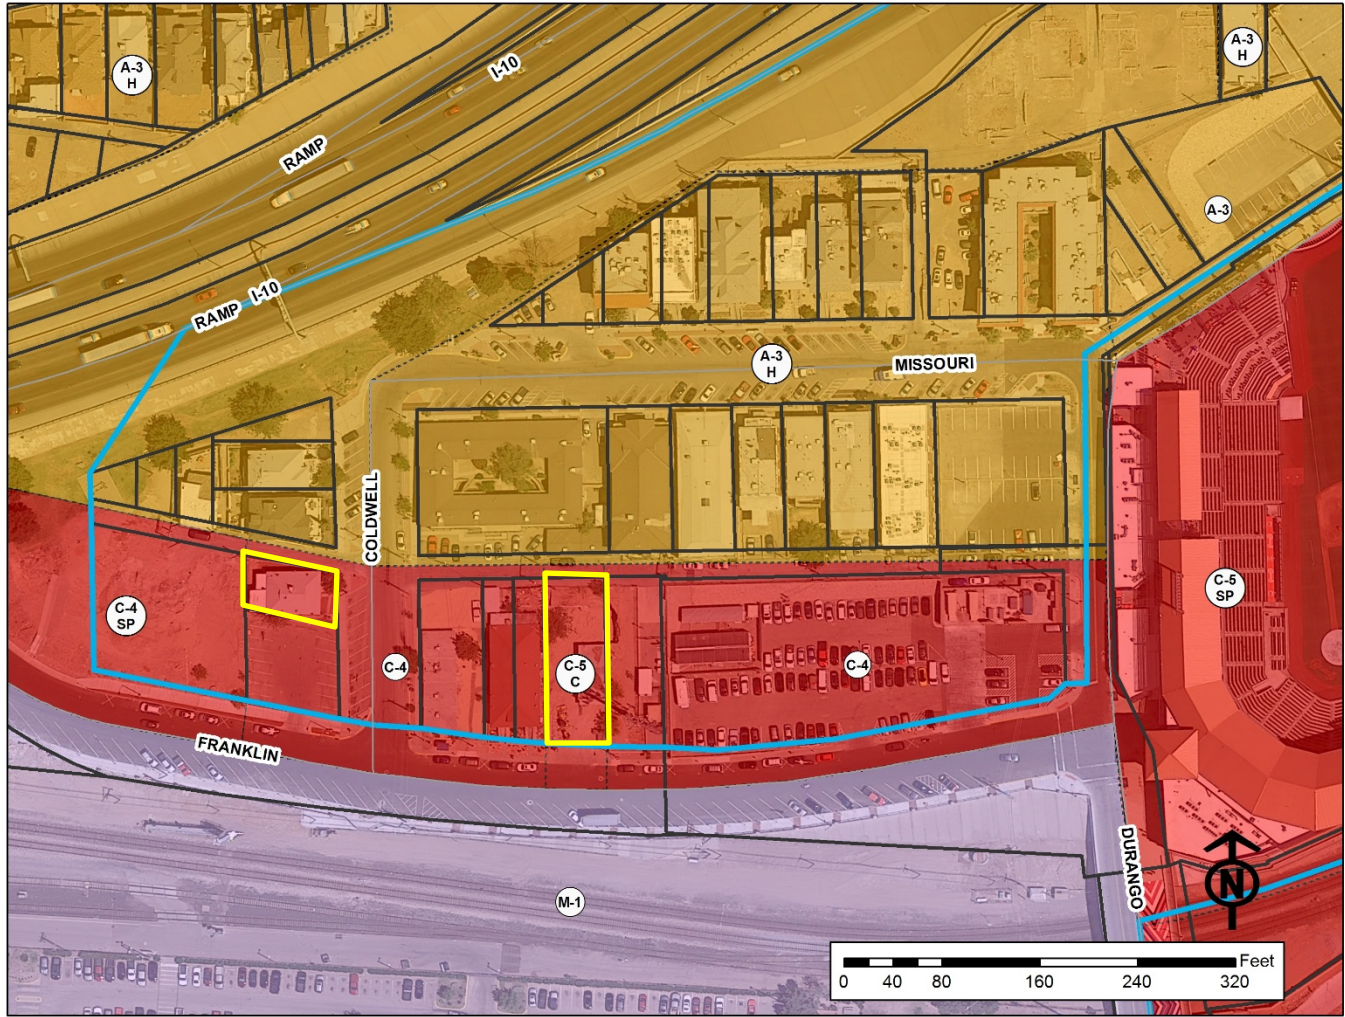 A-3
H
I-10
A-3
H
RAMP
A-3
I-10
RAMP
A-3
H
MISSOURI
COLDWELL
C-4
SP
C-5
SP
C-4
C-5
C
C-4
FRANKLIN
DURANGO
N
M-1
Feet
0 40 80 160 240 320